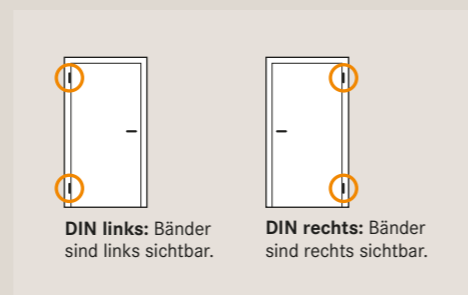 DIN links: Bänder
sind links sichtbar.
DIN rechts: Bänder
sind rechts sichtbar.